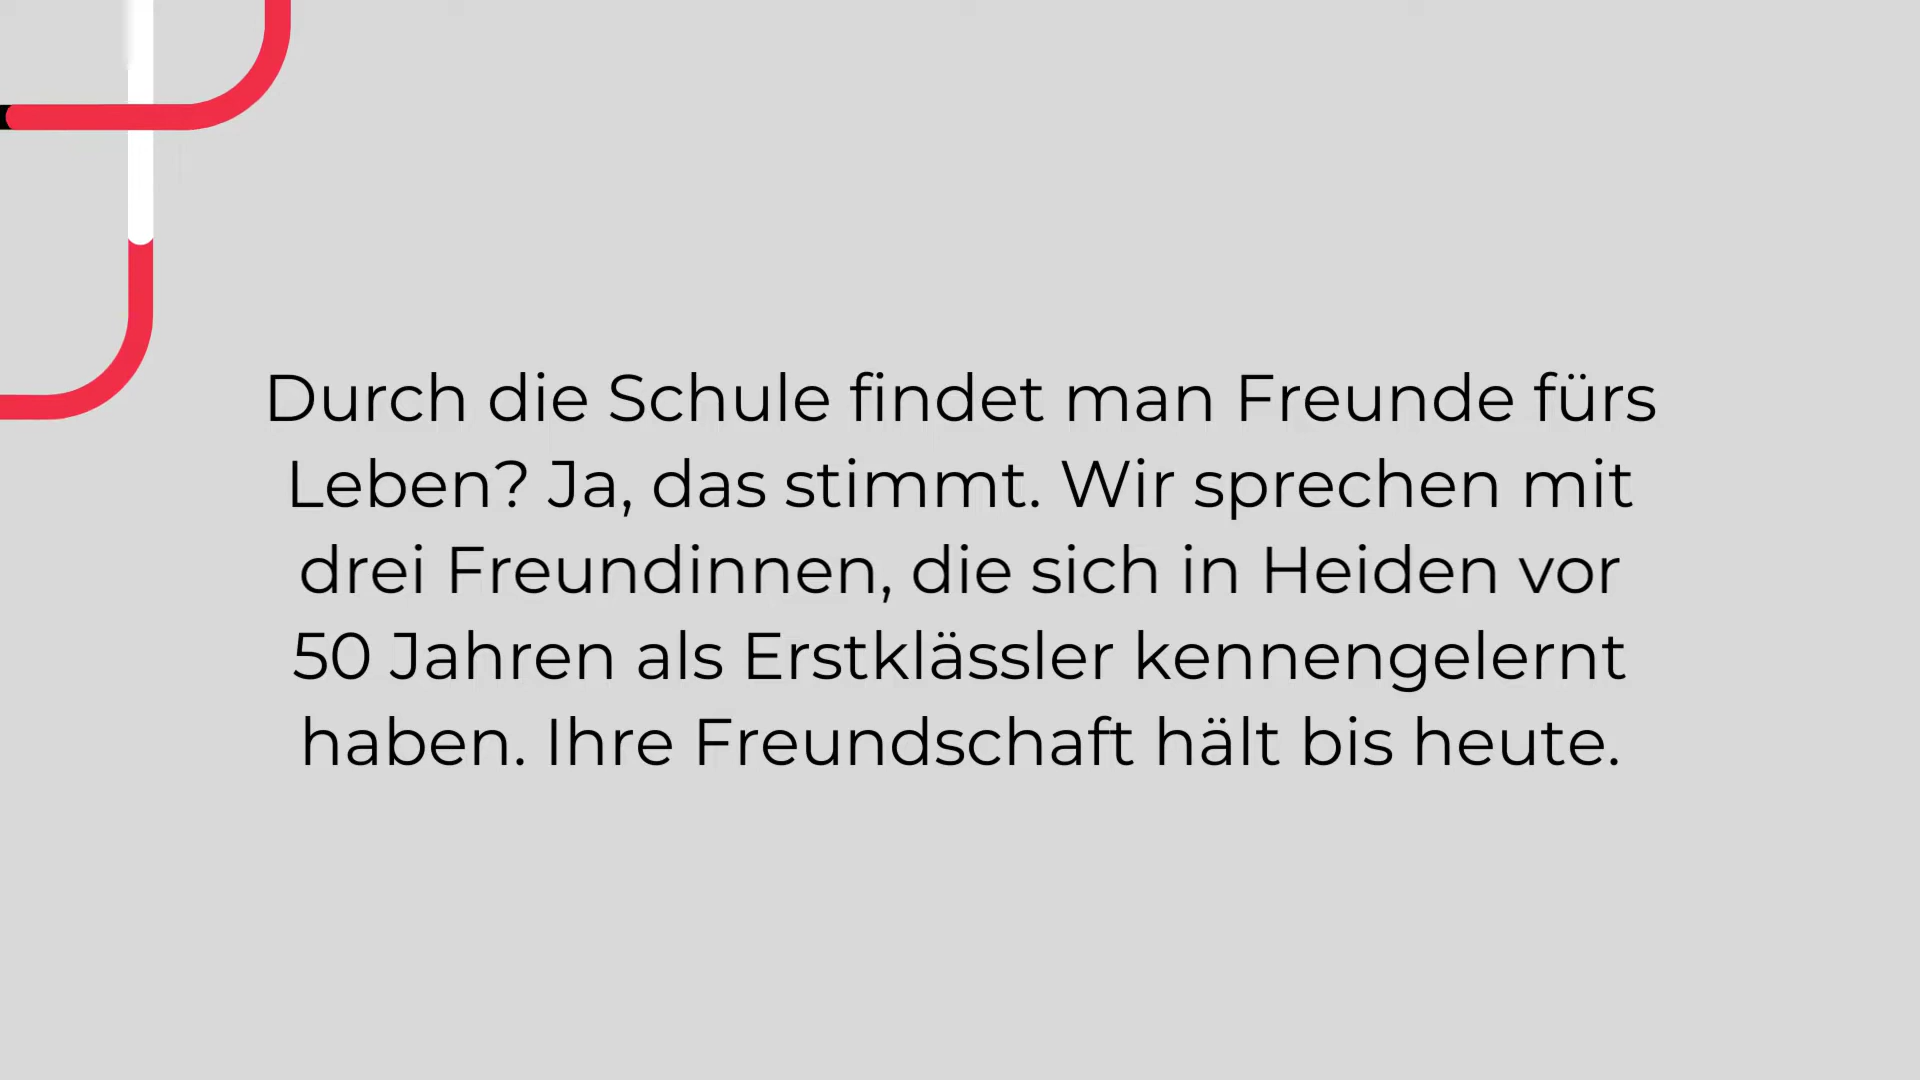 Durch die Schule findet man Freunde fürs
Leben? Ja, das stimmt. Wir sprechen mit
drei Freundinnen, die sich in Heiden vor
50 Jahren als Erstklässler kennengelernt
haben. Ihre Freundschaft hält bis heute.